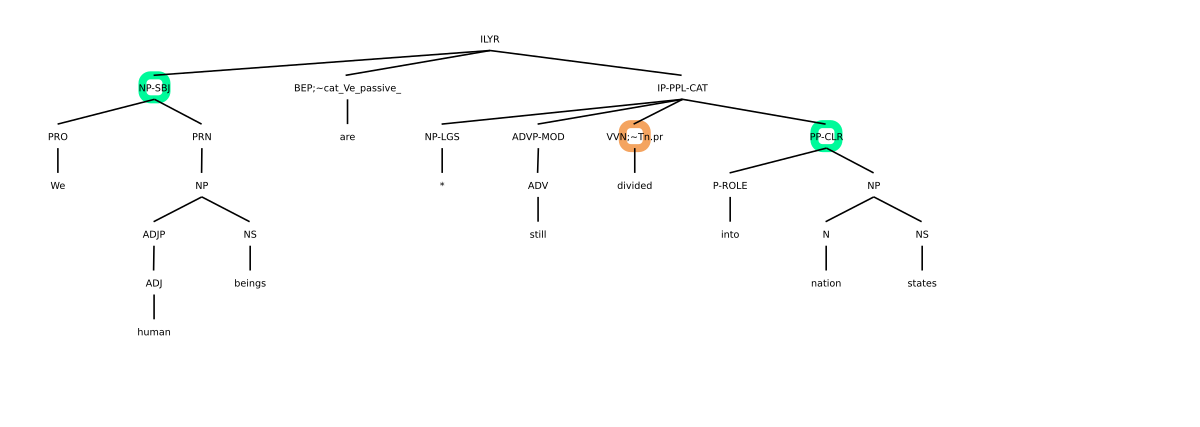 ILYR
NP-SBJ BEP;~cat_Ve_passive_ IP-PPL-CAT
PRO PRN are NP-LGS ADVP-MOD VVN;~Tn.pr PP-CLR
We NP * ADV divided P-ROLE NP
ADJP NS still into N NS
ADJ beings nation states
human